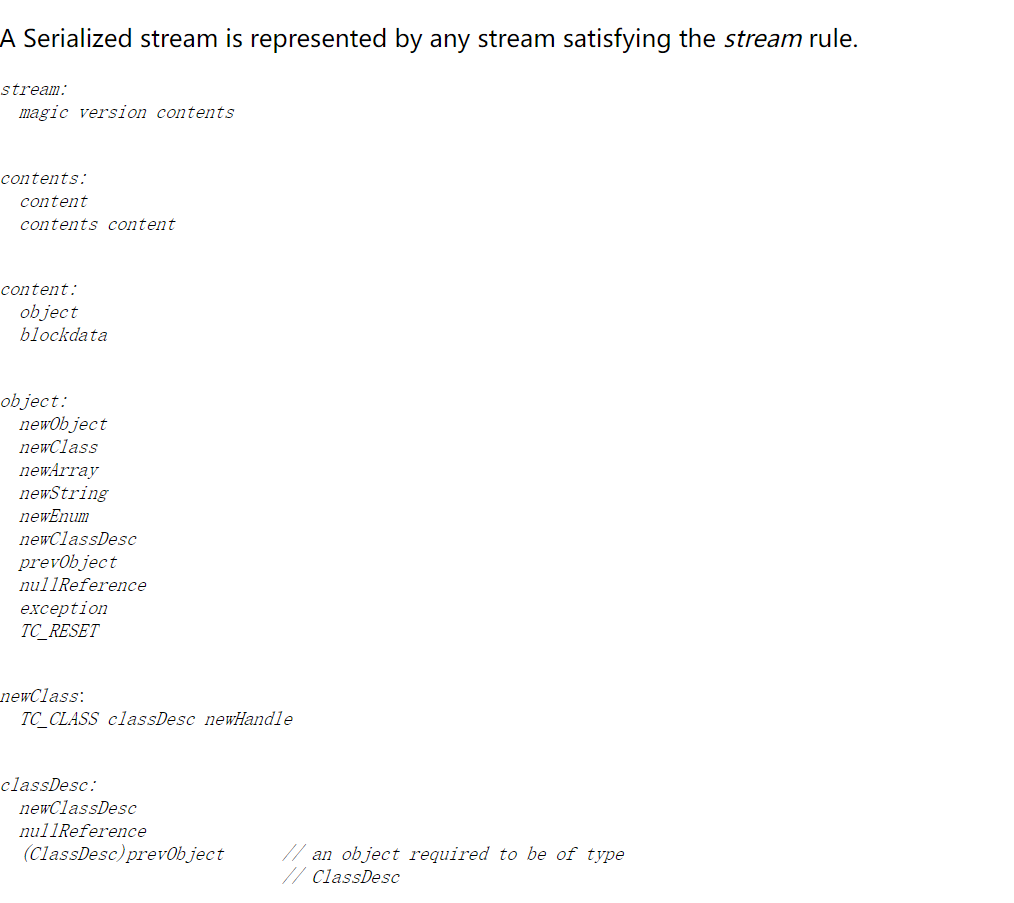 A Serialized stream is represented by any stream satisfying the stream rule.
stream:
magic version contents
contents:
content
contents content
content:
object
blockdata
object:
newObject
newClass
newArray
newString
newEnum
newClassDesc
prevObject
nullReference
exception
TC_RESET
newClass:
TC_CLASS classDesc newHandle
classDesc:
newClassDesc
nullReference
(ClassDesc)prevObject // an object required to be of type
// ClassDesc